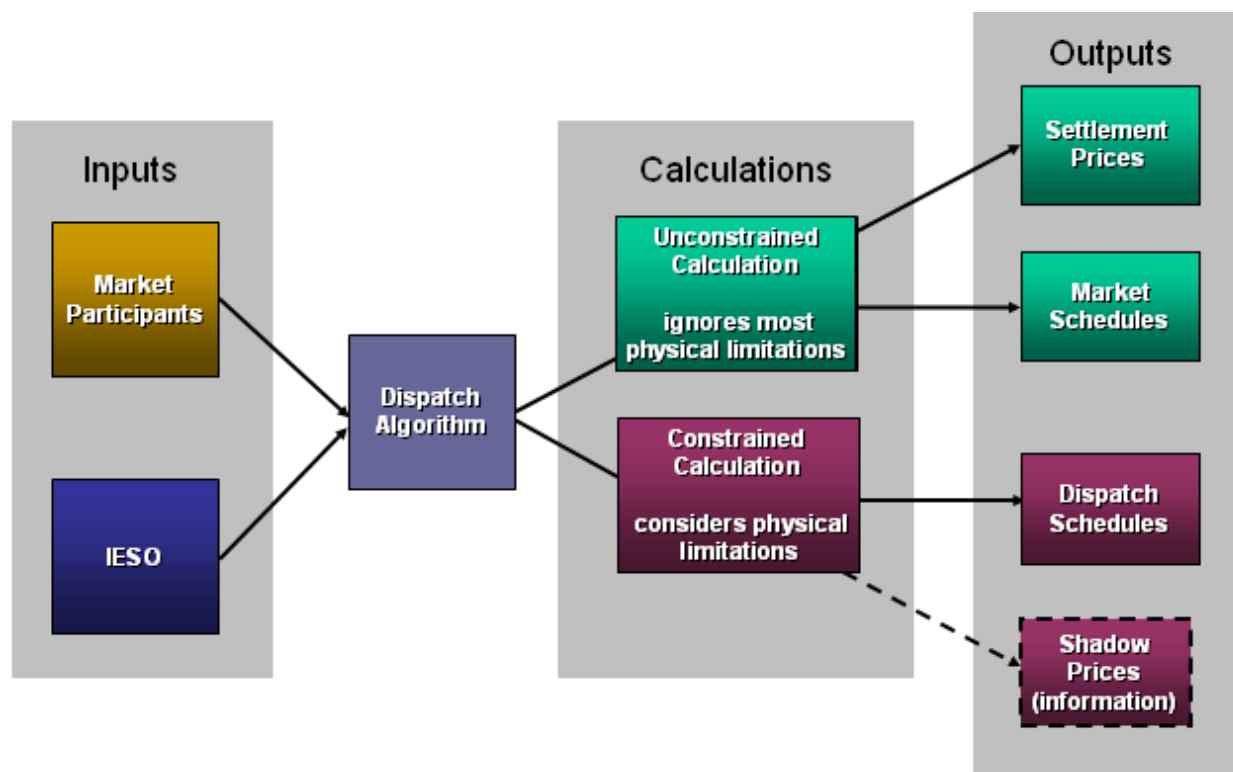 Inputs
Market
Participants
IESO
Dispatch
Algorithm
Calculations
Unconstrained
Calculation
ignores most
physical limitations
Constrained
Calculation
considers physical
limitations
Outputs
Settlement
Prices
Market
Schedules
Dispatch
Schedules
Shadow
Prices
(information)